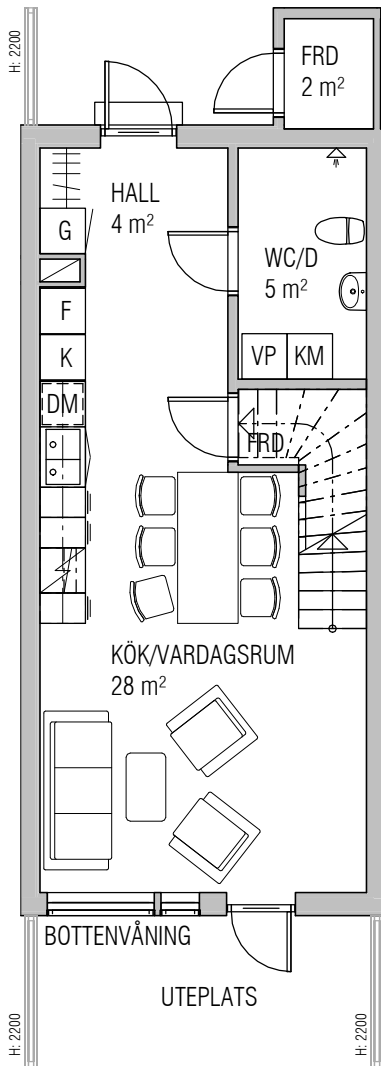 H: 2200
FRD
2 m²
HALL
4 m²
G
WC/D
5 m²
F
K
VP
KM
DM
FRD
KÖK/VARDAGSRUM
28 m²
BOTTENVÅNING
UTEPLATS
H: 2200
H: 2200